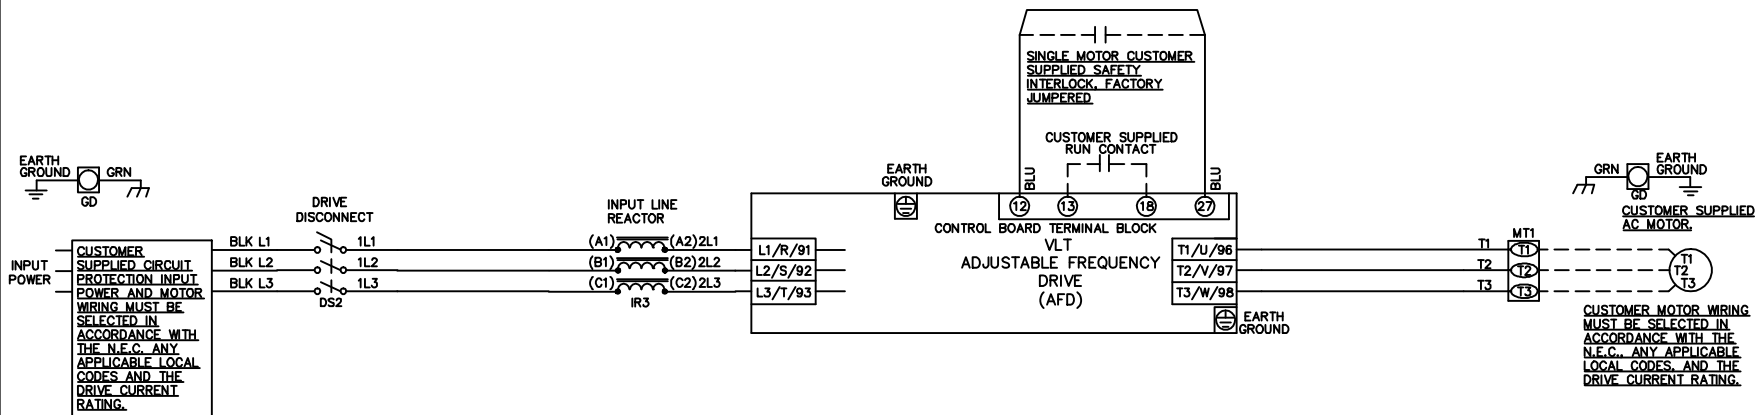 SINGLE MOTOR CUSTOMER
SUPPLIED SAFETY
INTERLOCK, FACTORY
JUMPERED
CUSTOMER SUPPLIED
RUN CONTACT
BLU
BLU
EARTH
GROUND
GRN
GD
EARTH
GROUND
12
13
18
27
CONTROL BOARD TERMINAL BLOCK
VLT
ADJUSTABLE FREQUENCY
DRIVE
(AFD)
GRN
EARTH
GROUND
GD
CUSTOMER SUPPLIED
AC MOTOR.
DRIVE
DISCONNECT
INPUT LINE
REACTOR
INPUT
POWER
CUSTOMER
SUPPLIED CIRCUIT
PROTECTION INPUT
POWER AND MOTOR
WIRING MUST BE
SELECTED IN
ACCORDANCE WITH
THE N.E.C. ANY
APPLICABLE LOCAL
CODES AND THE
DRIVE CURRENT
RATING.
BLK L1
BLK L2
BLK L3
1L1
1L2
1L3
DS2
(A1) (A2) 2L1
(B1) (B2) 2L2
(C1) (C2) 2L3
IR3
L1/R/91
L2/S/92
L3/T/93
T1/U/96
T2/V/97
T3/W/98
EARTH
GROUND
MT1
T1 T1
T2 T2
T3 T3
T1
T2
T3
CUSTOMER MOTOR WIRING
MUST BE SELECTED IN
ACCORDANCE WITH THE
N.E.C., ANY APPLICABLE
LOCAL CODES, AND THE
DRIVE CURRENT RATING.